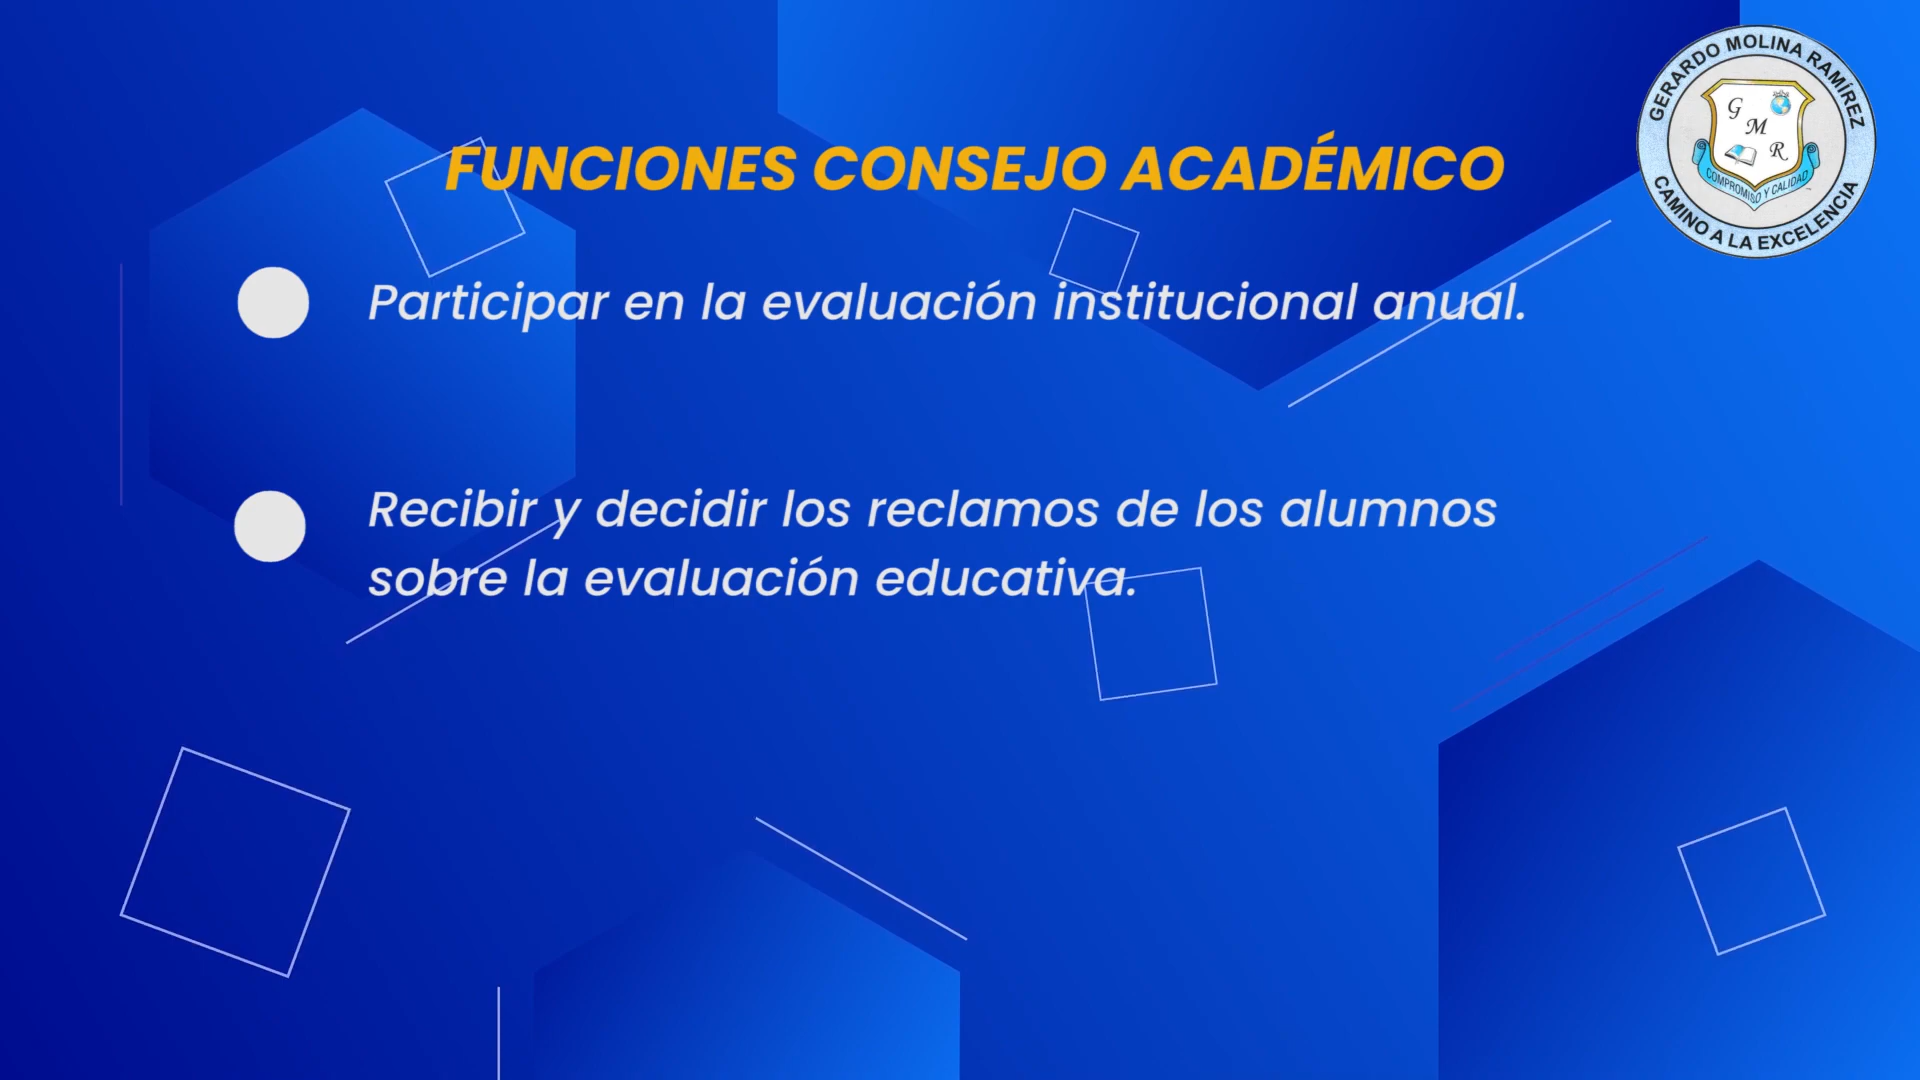 FUNCIONES CONSEJO ACADÉMICO
Participar en la evaluación institucional anual.
Recibir y decidir los reclamos de los alumnos
sobre la evaluación educativa.
GERARDO MOLINA RAMÍREZ
G
M
R
COMPROMISO Y CALIDAD
CAMINO A LA EXCELENCIA